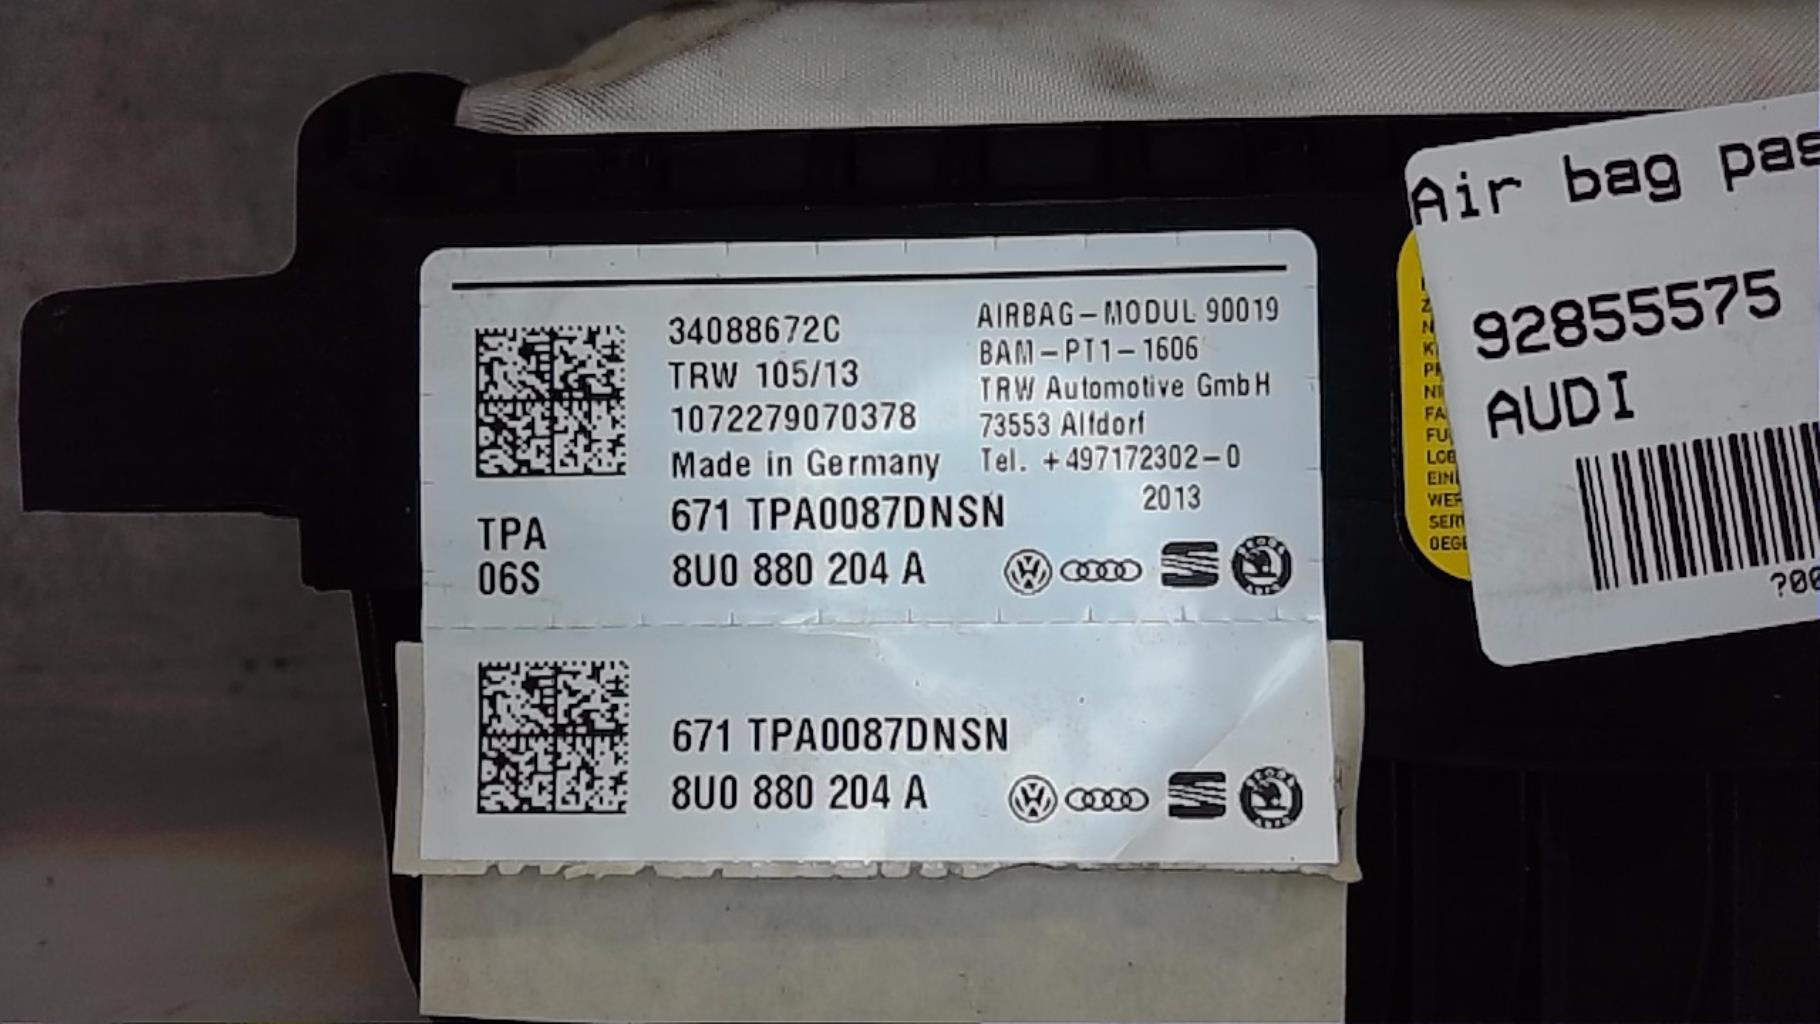 34088672C
TRW 105/13
1072279070378
Made in Germany
671 TPA0087DNSN
8U0 880 204 A
TPA
06S
AIRBAG-MODUL 90019
BAM-PT1-1606
TRW Automotive GmbH
73553 Alfdorf
Tel. +497172302-0
2013
671 TPA0087DNSN
8U0 880 204 A
Air bag pas
92855575
AUDI